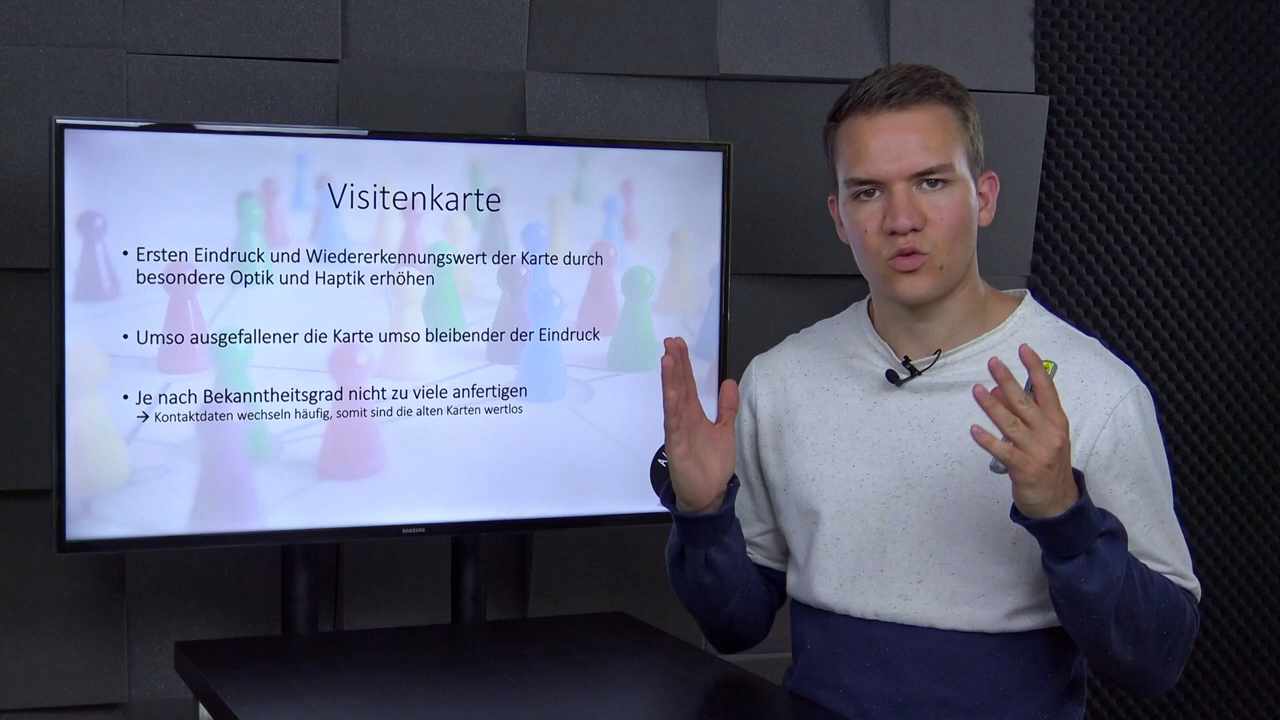 Visitenkarte
• Ersten Eindruck und Wiedererkennungswert der Karte durch
besondere Optik und Haptik erhöhen
• Umso ausgefallener die Karte umso bleibender der Eindruck
• Je nach Bekanntheitsgrad nicht zu viele anfertigen
→ Kontaktdaten wechseln häufig, somit sind die alten Karten wertlos
SAMSUNG